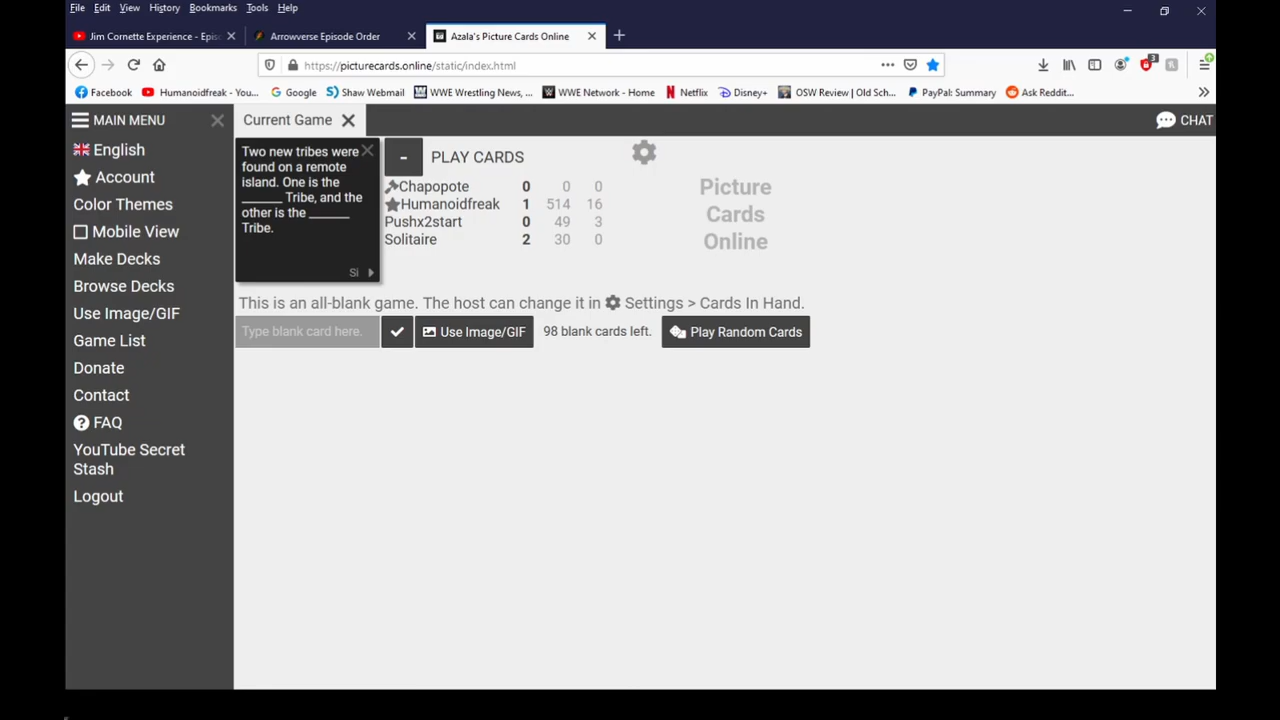 File Edit View History Bookmarks Tools Help
Jim Cornette Experience - Epis
Arrowverse Episode Order
Azala's Picture Cards Online
https://picturecards.online/static/index.html
3
Facebook Humanoidfreak - You... Google Shaw Webmail WWE Wrestling News, ... WWE Network - Home Netflix Disney+ OSW Review | Old Sch... PayPal: Summary Ask Reddit...
MAIN MENU
English
Account
Color Themes
Mobile View
Make Decks
Browse Decks
Use Image/GIF
Game List
Donate
Contact
FAQ
YouTube Secret
Stash
Logout
Current Game
CHAT
Two new tribes were
found on a remote
island. One is the
______ Tribe, and the
other is the ______
Tribe.
Si
- PLAY CARDS
Chapopote 0 0 0
Humanoidfreak 1 514 16
Pushx2start 0 49 3
Solitaire 2 30 0
Picture
Cards
Online
This is an all-blank game. The host can change it in Settings > Cards In Hand.
Type blank card here. Use Image/GIF 98 blank cards left. Play Random Cards